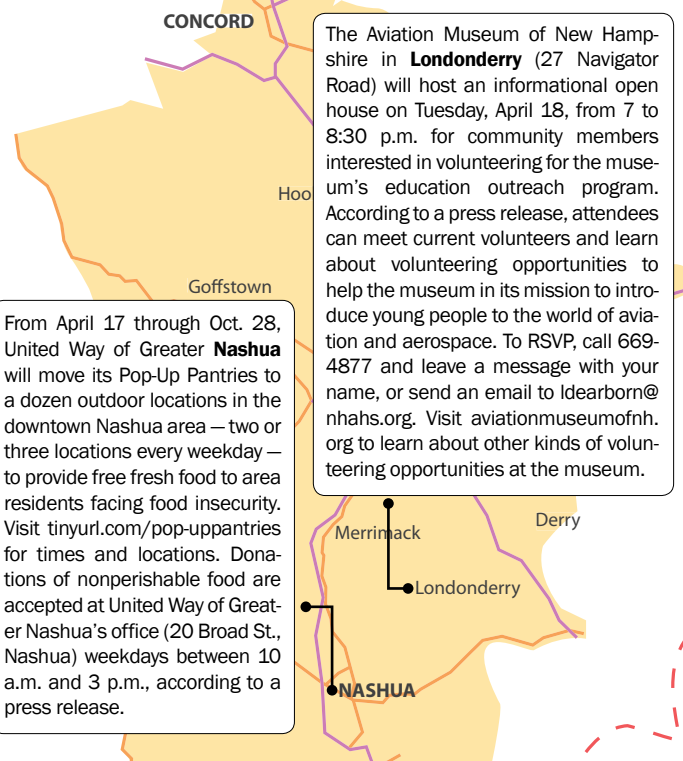 CONCORD
The Aviation Museum of New Hamp-
shire in Londonderry (27 Navigator
Road) will host an informational open
house on Tuesday, April 18, from 7 to
8:30 p.m. for community members
interested in volunteering for the muse-
um's education outreach program.
According to a press release, attendees
can meet current volunteers and learn
about volunteering opportunities to
help the museum in its mission to intro-
duce young people to the world of avia-
tion and aerospace. To RSVP, call 669-
4877 and leave a message with your
name, or send an email to ldearborn@
nhahs.org. Visit aviationmuseumofnh.
org to learn about other kinds of volun-
teering opportunities at the museum.
Hoo
Goffstown
From April 17 through Oct. 28,
United Way of Greater Nashua
will move its Pop-Up Pantries to
a dozen outdoor locations in the
downtown Nashua area — two or
three locations every weekday —
to provide free fresh food to area
residents facing food insecurity.
Visit tinyurl.com/pop-uppantries
for times and locations. Dona-
tions of nonperishable food are
accepted at United Way of Great-
er Nashua's office (20 Broad St.,
Nashua) weekdays between 10
a.m. and 3 p.m., according to a
press release.
Merrimack
Derry
Londonderry
NASHUA